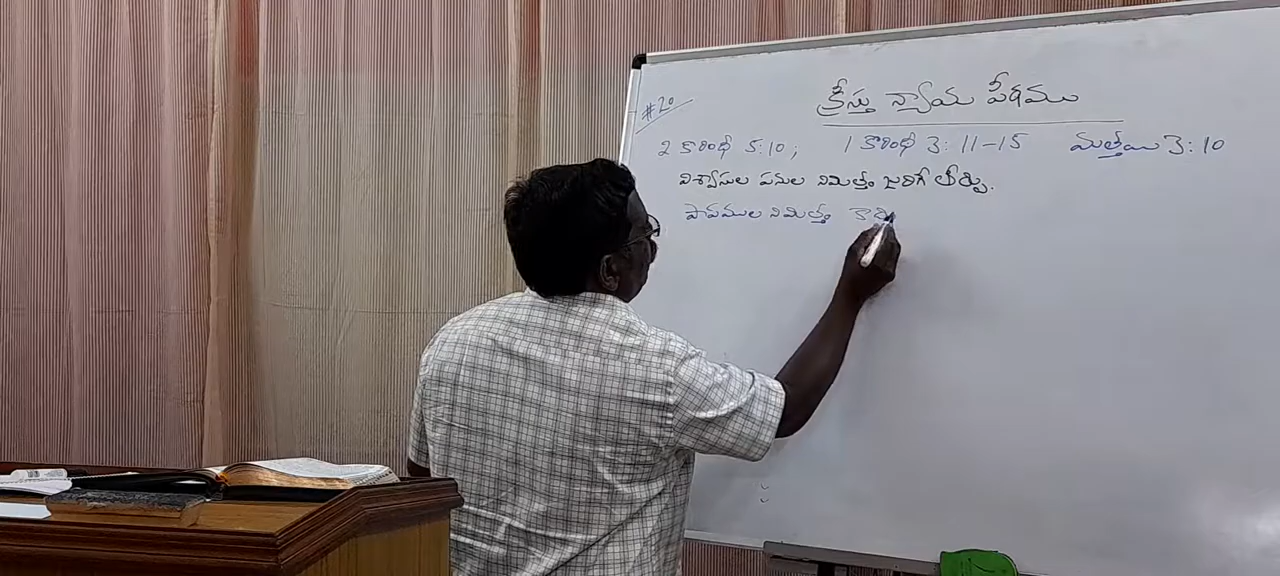 #20
క్రీస్తు న్యాయ పీఠము
2 కొరింథీ 5:10; 1 కొరింథీ 3: 11-15 మత్తయి 3:10
విశ్వాసుల పనుల నిమిత్తం జరిగే తీర్పు.
పాపముల నిమిత్తం